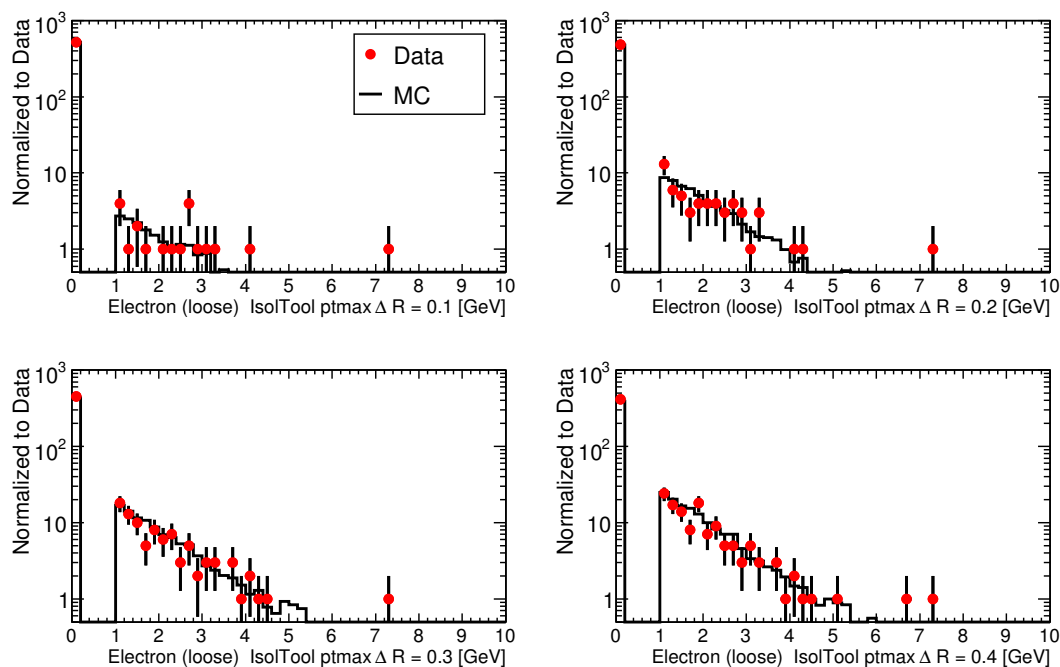 Normalized to Data
10³
10²
10
1
Data
MC
0 1 2 3 4 5 6 7 8 9 10
Electron (loose) IsolTool ptmax Δ R = 0.1 [GeV]
Normalized to Data
10³
10²
10
1
0 1 2 3 4 5 6 7 8 9 10
Electron (loose) IsolTool ptmax Δ R = 0.2 [GeV]
Normalized to Data
10³
10²
10
1
0 1 2 3 4 5 6 7 8 9 10
Electron (loose) IsolTool ptmax Δ R = 0.3 [GeV]
Normalized to Data
10³
10²
10
1
0 1 2 3 4 5 6 7 8 9 10
Electron (loose) IsolTool ptmax Δ R = 0.4 [GeV]